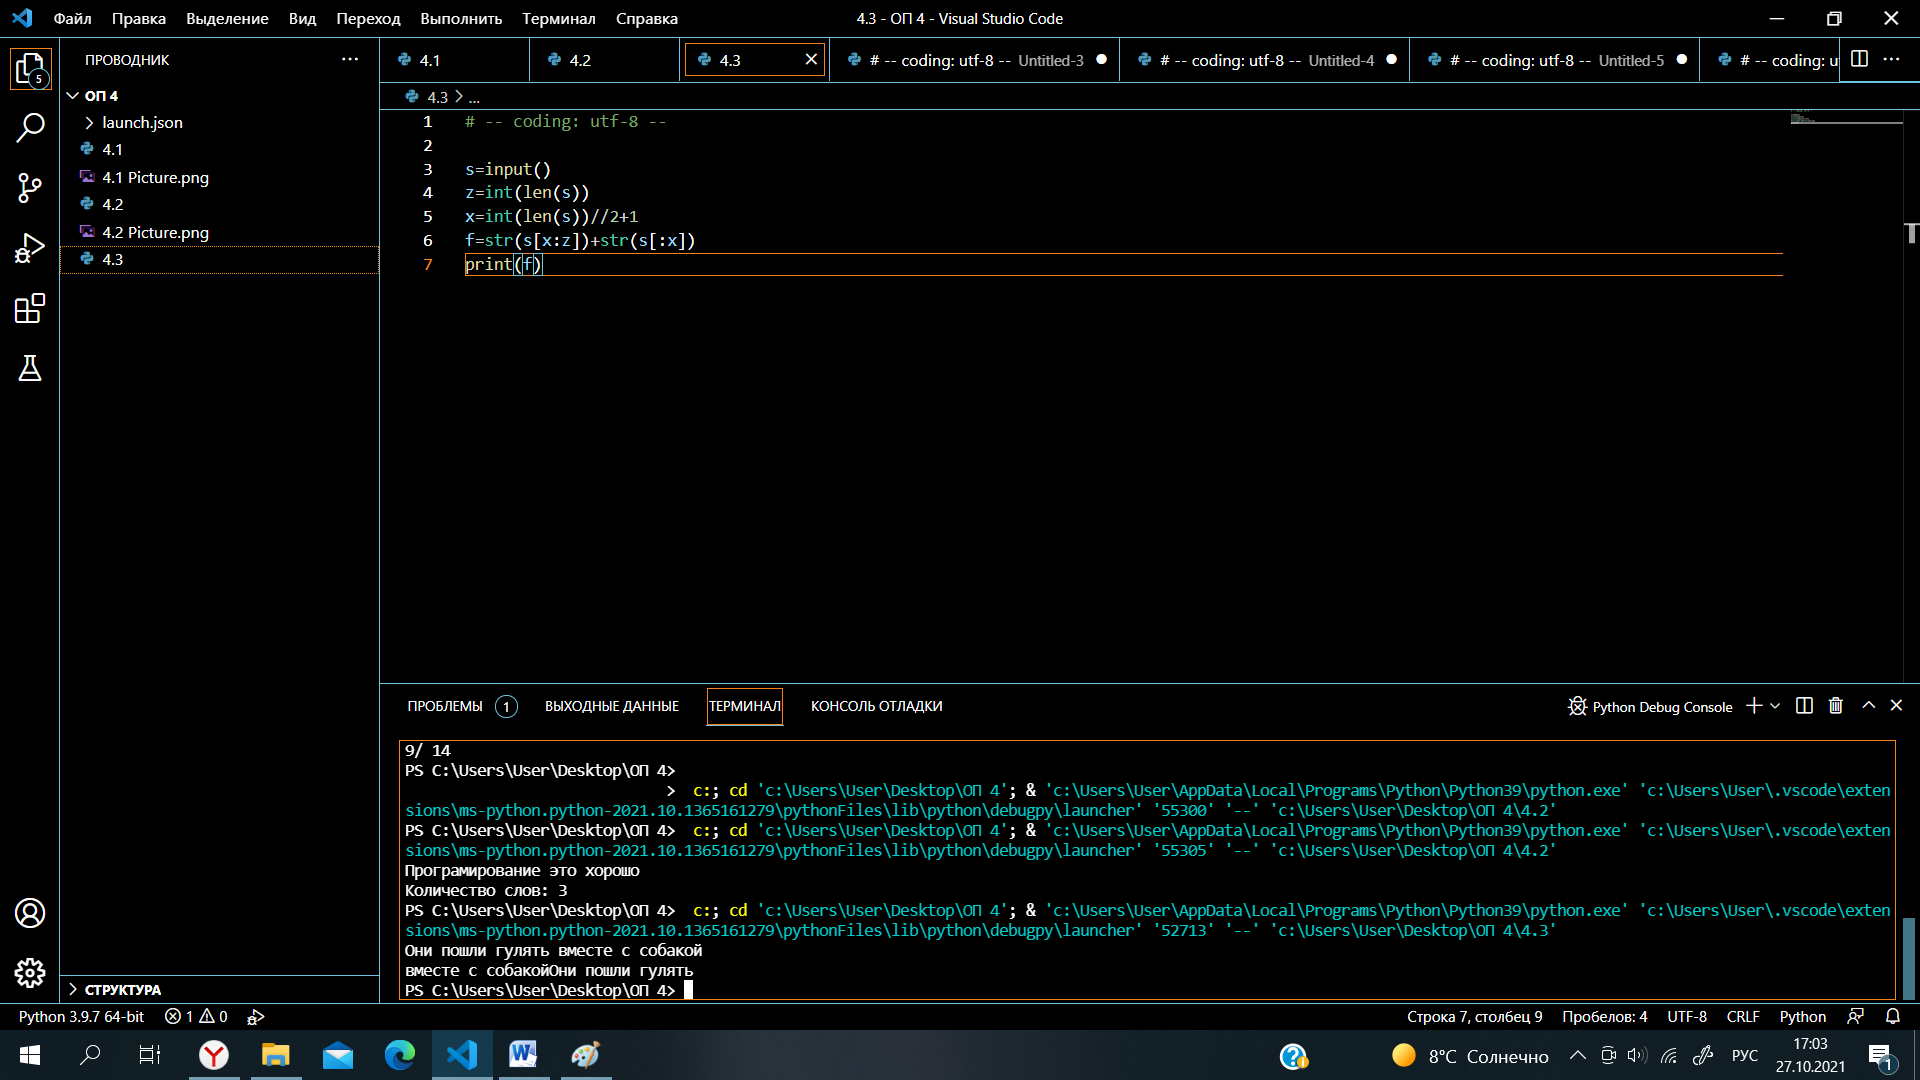 Файл Правка Выделение Вид Переход Выполнить Терминал Справка 4.3 - ОП 4 - Visual Studio Code
ПРОВОДНИК
4.1 4.2 4.3 # -- coding: utf-8 -- Untitled-3 # -- coding: utf-8 -- Untitled-4 # -- coding: utf-8 -- Untitled-5 # -- coding: u
5
ОП 4
4.3 > ...
launch.json
4.1
4.1 Picture.png
4.2
4.2 Picture.png
4.3
1 # -- coding: utf-8 --
2
3 s=input()
4 z=int(len(s))
5 x=int(len(s))//2+1
6 f=str(s[x:z])+str(s[:x])
7 print(f)
ПРОБЛЕМЫ 1 ВЫХОДНЫЕ ДАННЫЕ ТЕРМИНАЛ КОНСОЛЬ ОТЛАДКИ Python Debug Console
9/ 14
PS C:\Users\User\Desktop\ОП 4>
> c:; cd 'c:\Users\User\Desktop\ОП 4'; & 'c:\Users\User\AppData\Local\Programs\Python\Python39\python.exe' 'c:\Users\User\.vscode\exten
sions\ms-python.python-2021.10.1365161279\pythonFiles\lib\python\debugpy\launcher' '55300' '--' 'c:\Users\User\Desktop\ОП 4\4.2'
PS C:\Users\User\Desktop\ОП 4> c:; cd 'c:\Users\User\Desktop\ОП 4'; & 'c:\Users\User\AppData\Local\Programs\Python\Python39\python.exe' 'c:\Users\User\.vscode\exten
sions\ms-python.python-2021.10.1365161279\pythonFiles\lib\python\debugpy\launcher' '55305' '--' 'c:\Users\User\Desktop\ОП 4\4.2'
Програмирование это хорошо
Количество слов: 3
PS C:\Users\User\Desktop\ОП 4> c:; cd 'c:\Users\User\Desktop\ОП 4'; & 'c:\Users\User\AppData\Local\Programs\Python\Python39\python.exe' 'c:\Users\User\.vscode\exten
sions\ms-python.python-2021.10.1365161279\pythonFiles\lib\python\debugpy\launcher' '52713' '--' 'c:\Users\User\Desktop\ОП 4\4.3'
Они пошли гулять вместе с собакой
вместе с собакойОни пошли гулять
PS C:\Users\User\Desktop\ОП 4>
СТРУКТУРА
Python 3.9.7 64-bit 1 0 Строка 7, столбец 9 Пробелов: 4 UTF-8 CRLF Python
8°C Солнечно РУС 17:03
27.10.2021
1